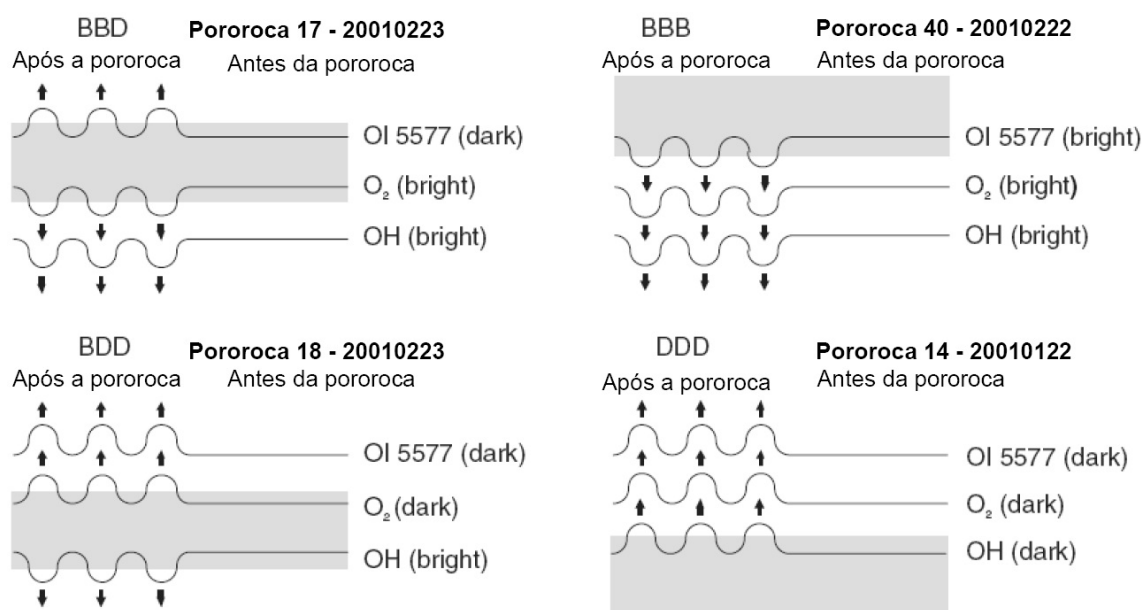 BBD Pororoca 17 - 20010223
Após a pororoca Antes da pororoca
OI 5577 (dark)
O₂ (bright)
OH (bright)
BBB Pororoca 40 - 20010222
Após a pororoca Antes da pororoca
OI 5577 (bright)
O₂ (bright)
OH (bright)
BDD Pororoca 18 - 20010223
Após a pororoca Antes da pororoca
OI 5577 (dark)
O₂ (dark)
OH (bright)
DDD Pororoca 14 - 20010122
Após a pororoca Antes da pororoca
OI 5577 (dark)
O₂ (dark)
OH (dark)